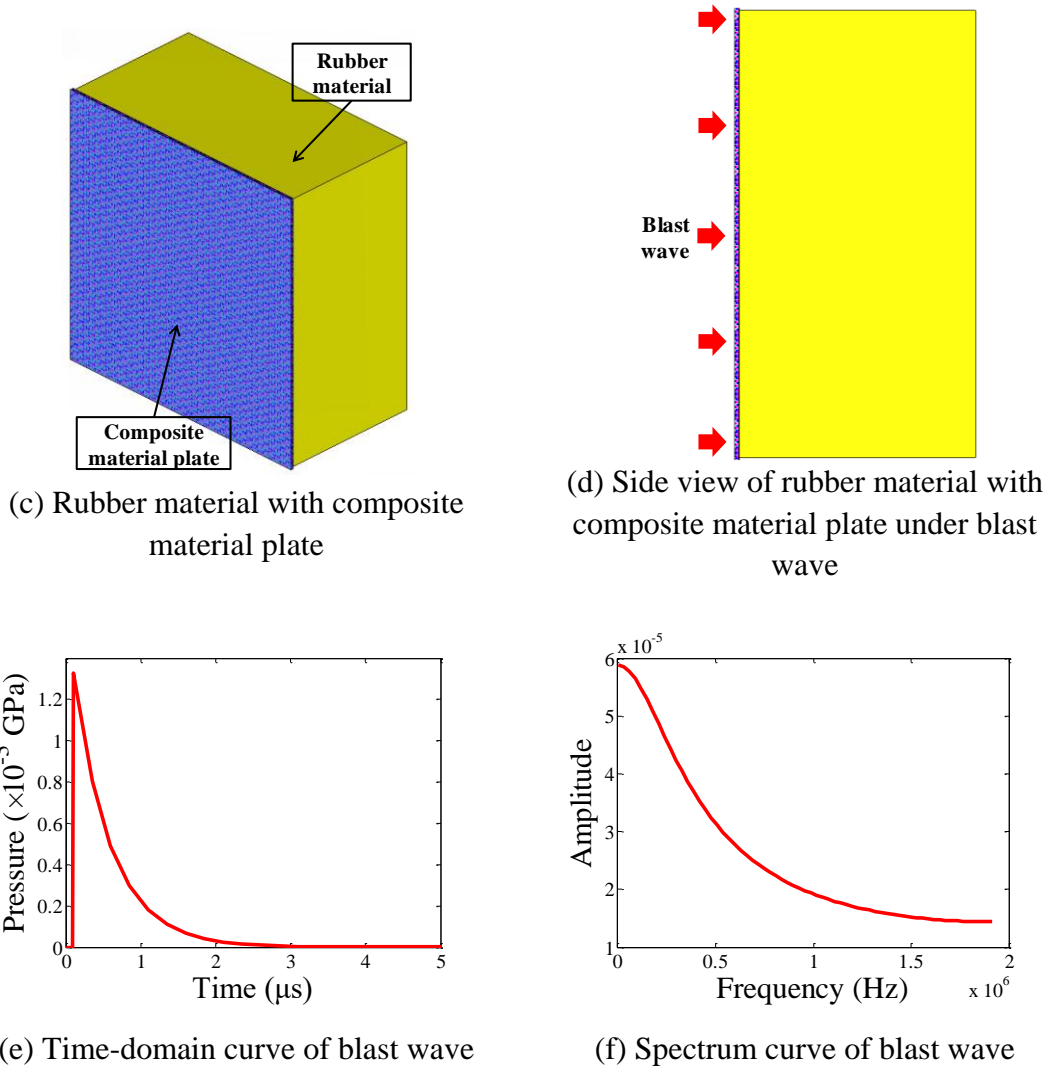 Rubber
material
Composite
material plate
(c) Rubber material with composite
material plate
Blast
wave
(d) Side view of rubber material with
composite material plate under blast
wave
Pressure (×10⁻⁵ GPa)
1.2
1
0.8
0.6
0.4
0.2
0
0 1 2 3 4 5
Time (μs)
(e) Time-domain curve of blast wave
x 10⁻⁵
Amplitude
6
5
4
3
2
1
0 0.5 1 1.5 2
Frequency (Hz) x 10⁶
(f) Spectrum curve of blast wave